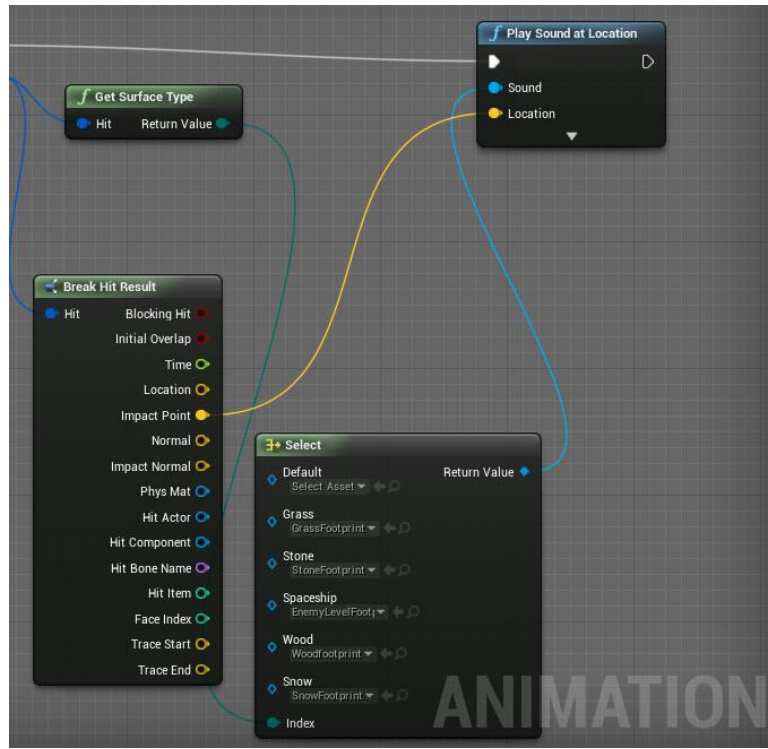 Play Sound at Location
Sound
Location
Get Surface Type
Hit Return Value
Break Hit Result
Hit Blocking Hit
Initial Overlap
Time
Location
Impact Point
Normal
Impact Normal
Phys Mat
Hit Actor
Hit Component
Hit Bone Name
Hit Item
Face Index
Trace Start
Trace End
Select
Default Return Value
Select Asset
Grass
GrassFootprint
Stone
StoneFootprint
Spaceship
EnemyLevelFoot
Wood
Woodfootprint
Snow
SnowFootprint
Index
ANIMATION